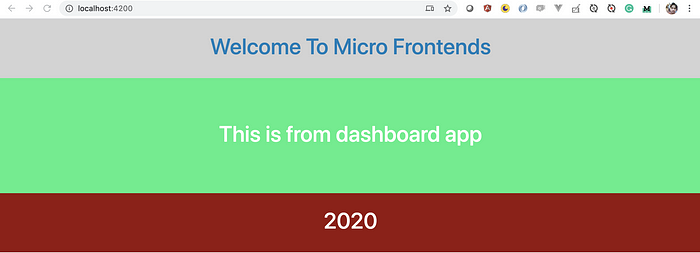 localhost:4200
Welcome To Micro Frontends
This is from dashboard app
2020